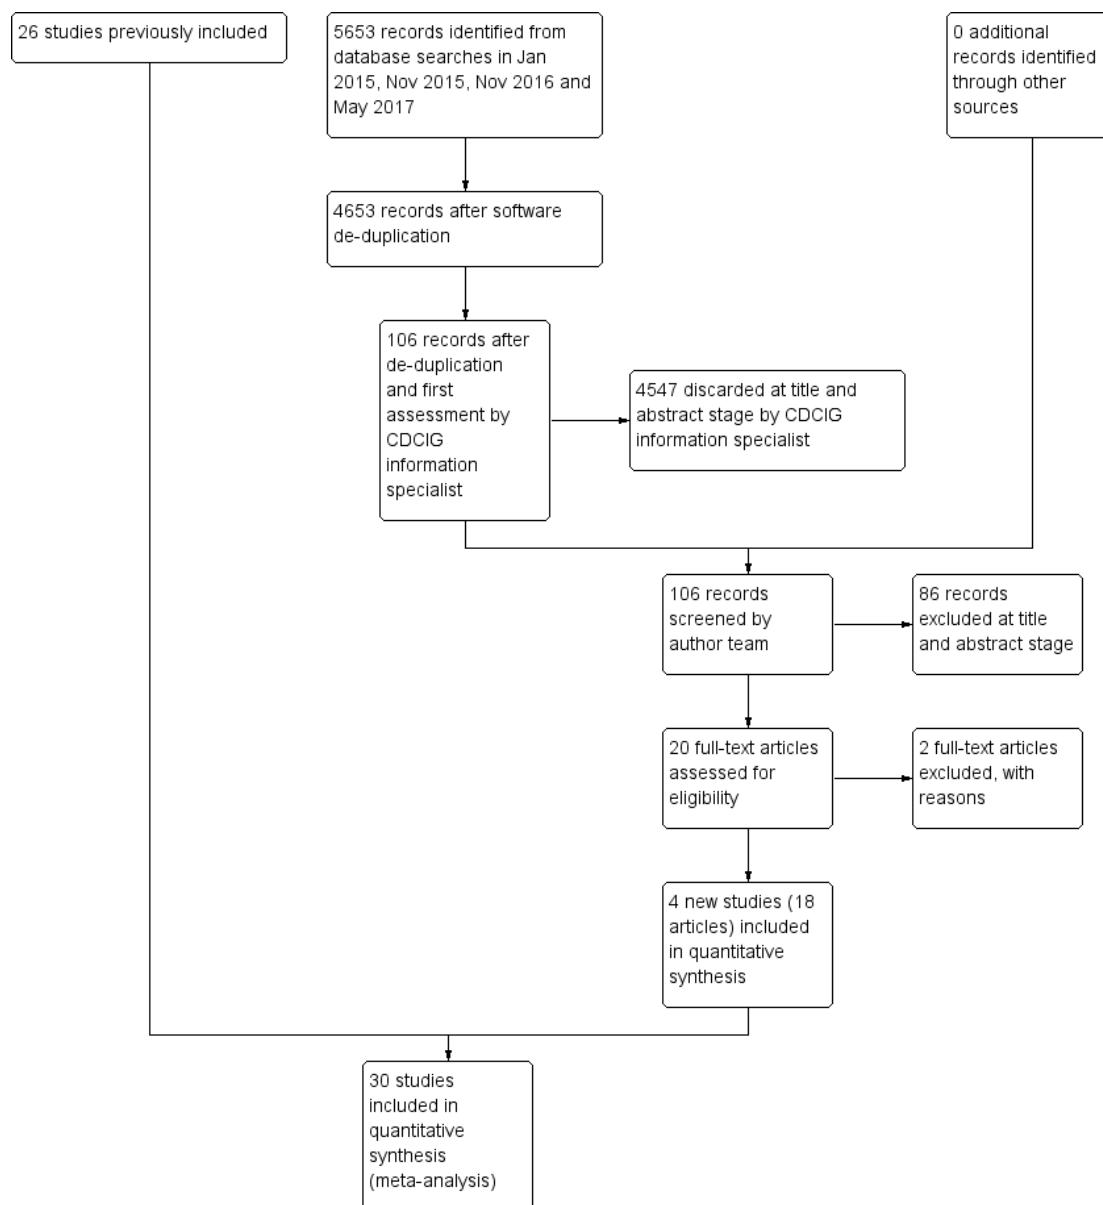 26 studies previously included
5653 records identified from
database searches in Jan
2015, Nov 2015, Nov 2016 and
May 2017
0 additional
records identified
through other
sources
4653 records after software
de-duplication
106 records after
de-duplication
and first
assessment by
CDCIG
information
specialist
4547 discarded at title and
abstract stage by CDCIG
information specialist
106 records
screened by
author team
86 records
excluded at title
and abstract stage
20 full-text articles
assessed for
eligibility
2 full-text articles
excluded, with
reasons
4 new studies (18
articles) included
in quantitative
synthesis
30 studies
included in
quantitative
synthesis
(meta-analysis)